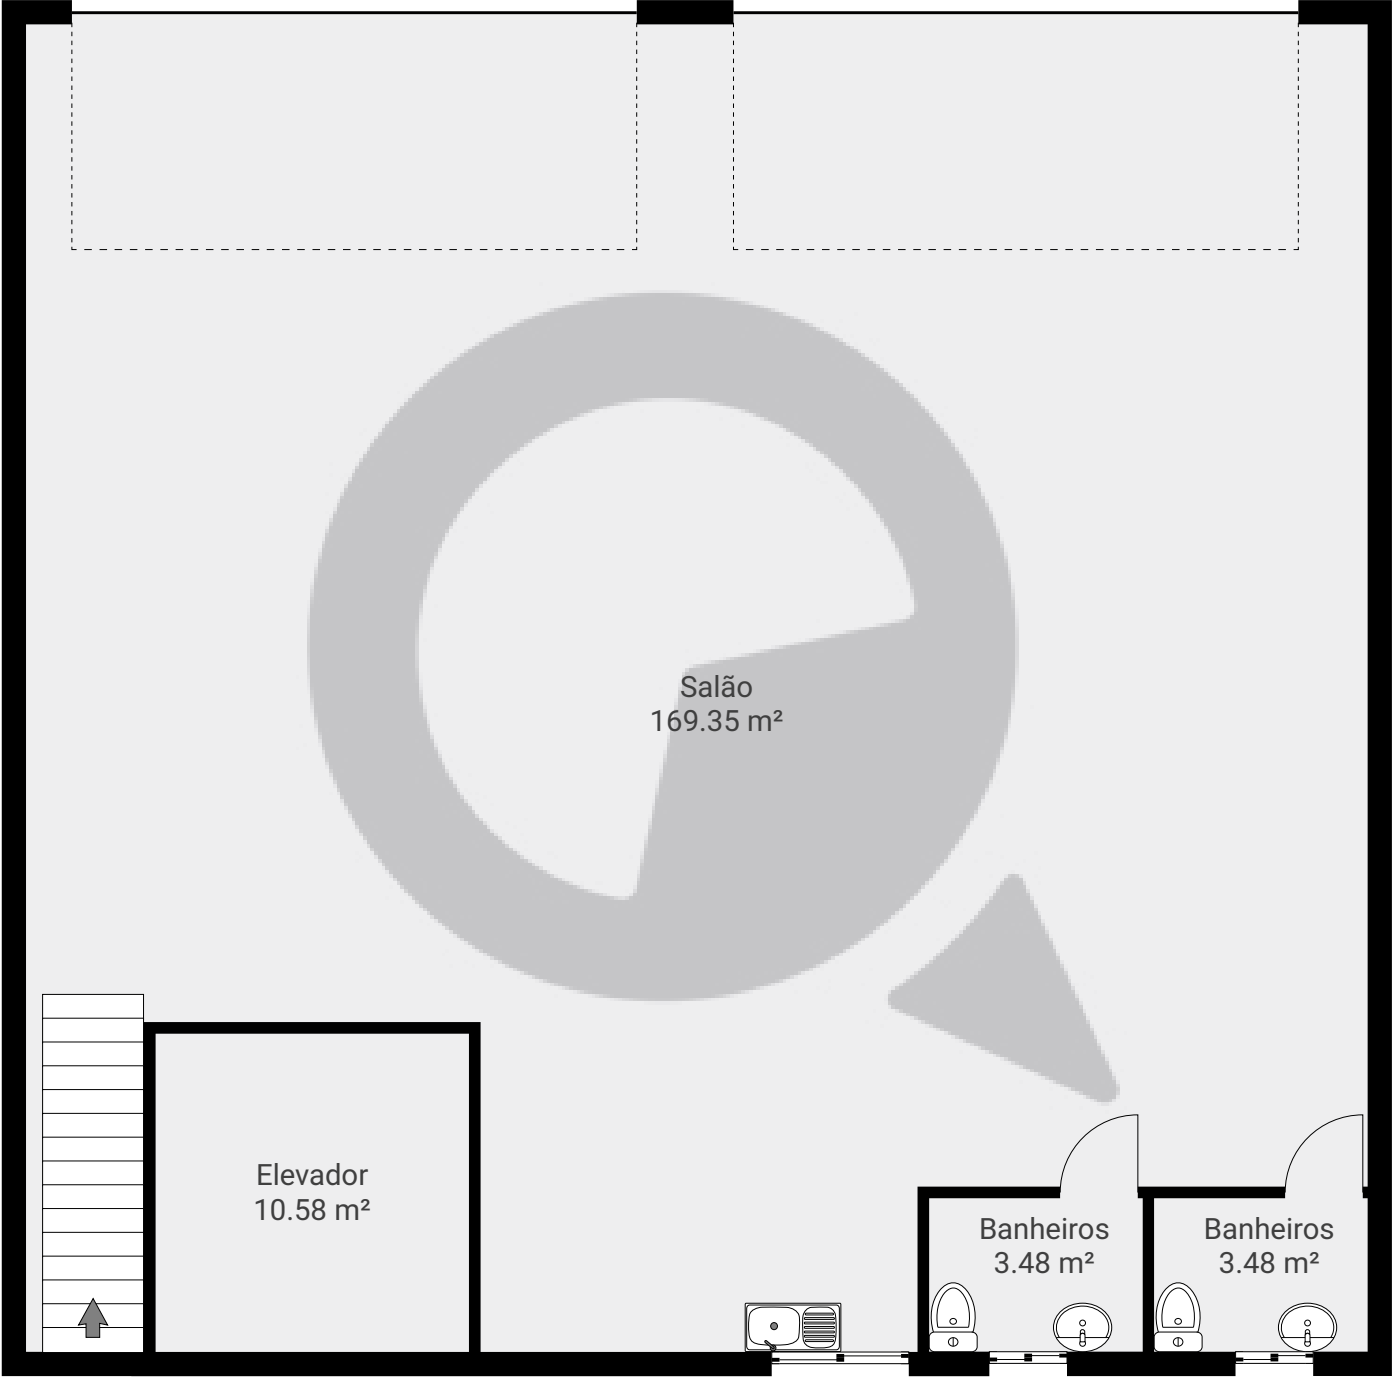 Salão
169.35 m²
Elevador
10.58 m²
Banheiros
3.48 m²
Banheiros
3.48 m²